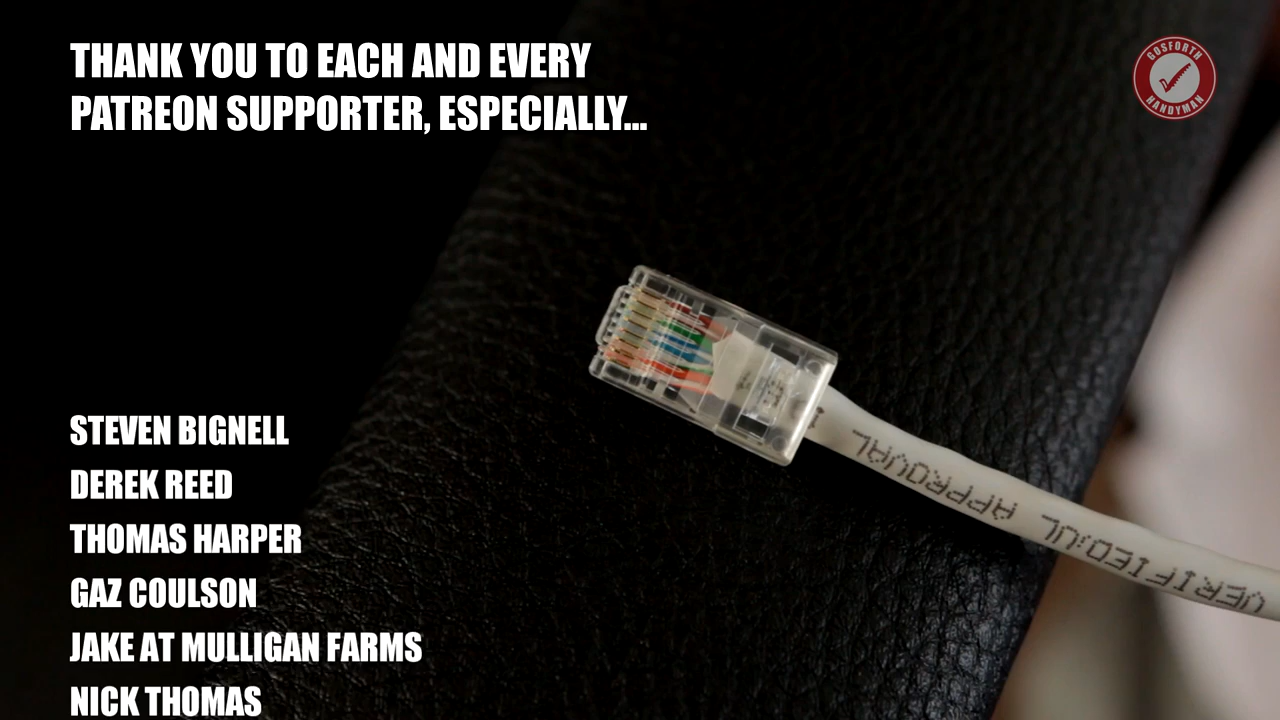 THANK YOU TO EACH AND EVERY
PATREON SUPPORTER, ESPECIALLY...
GOSFORTH
HANDYMAN
STEVEN BIGNELL
DEREK REED
THOMAS HARPER
GAZ COULSON
JAKE AT MULLIGAN FARMS
NICK THOMAS
VERIFIED:UL APPROVAL